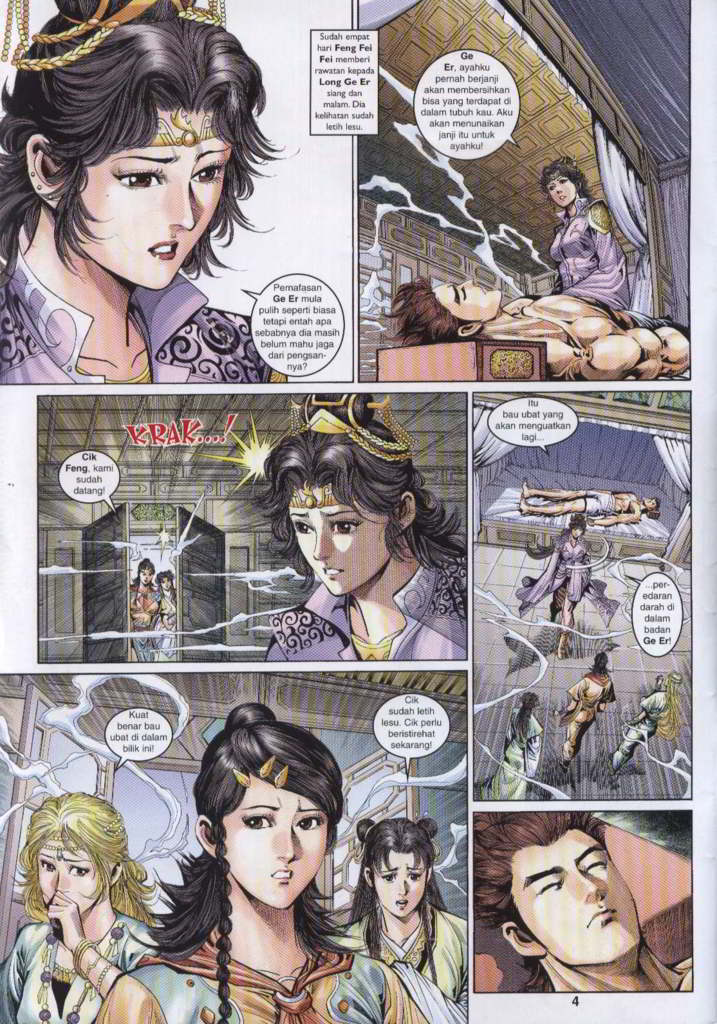 Sudah empat
hari Feng Fei
Fei memberi
rawatan kepada
Long Ge Er
siang dan
malam. Dia
kelihatan sudah
letih lesu.
Pernafasan
Ge Er mula
pulih seperti biasa
tetapi entah apa
sebabnya dia masih
belum mahu jaga
dari pengsan-
nya?
Ge
Er, ayahku
pernah berjanji
akan membersihkan
bisa yang terdapat di
dalam tubuh kau. Aku
akan menunaikan
janji itu untuk
ayahku!
KRAK....!
Cik
Feng, kami
sudah
datang!
Itu
bau ubat yang
akan menguatkan
lagi...
...per-
edaran
darah di
dalam
badan
Ge Er!
Kuat
benar bau
ubat di dalam
bilik ini!
Cik
sudah letih
lesu. Cik perlu
beristirehat
sekarang!
4